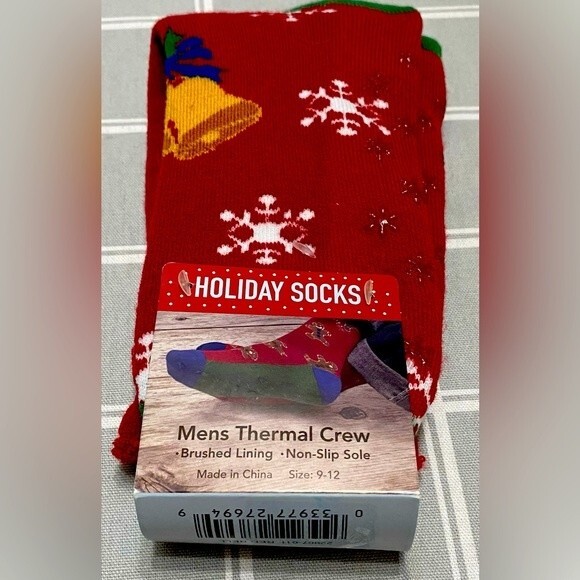 HOLIDAY SOCKS
Mens Thermal Crew
·Brushed Lining ·Non-Slip Sole
Made in China Size: 9-12
0 33977 27694 9